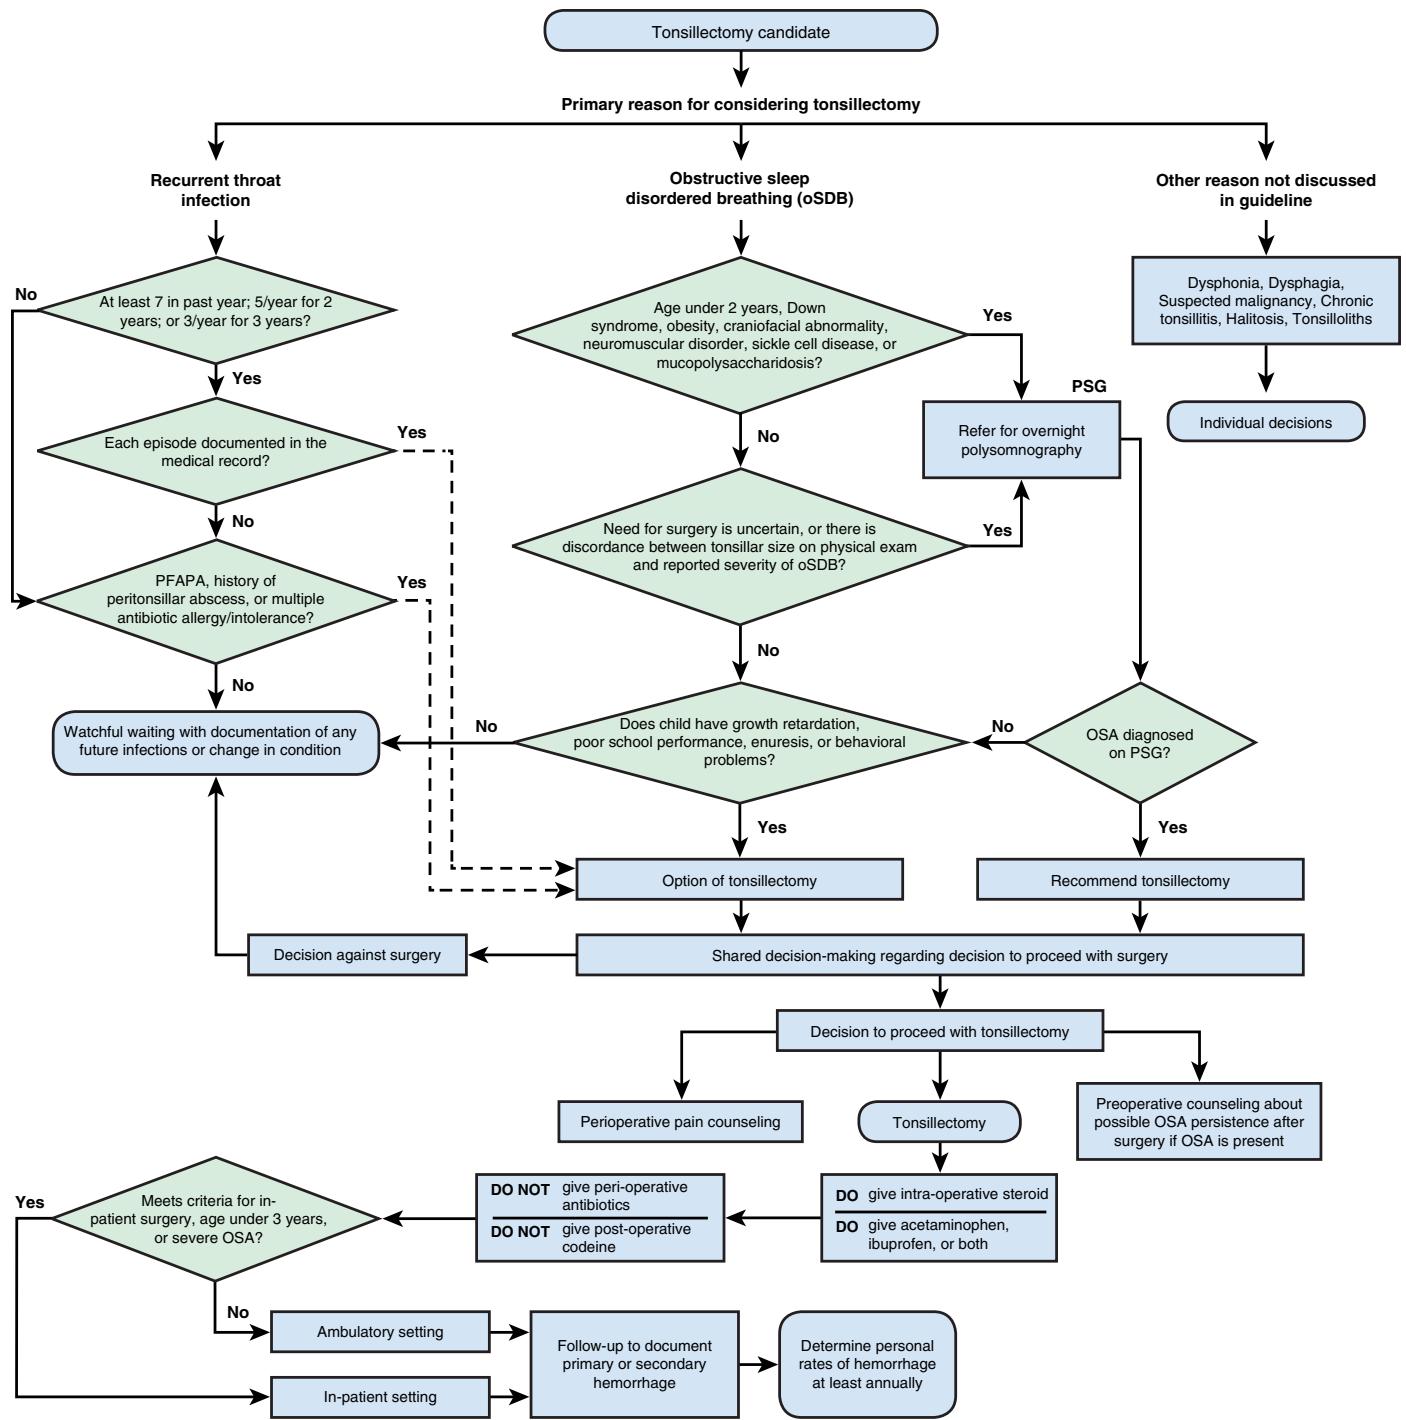 Tonsillectomy candidate
Primary reason for considering tonsillectomy
Recurrent throat
infection
Obstructive sleep
disordered breathing (oSDB)
Other reason not discussed
in guideline
No
At least 7 in past year; 5/year for 2
years; or 3/year for 3 years?
Yes
Each episode documented in the
medical record?
Yes
No
PFAPA, history of
peritonsillar abscess, or multiple
antibiotic allergy/intolerance?
Yes
No
Watchful waiting with documentation of any
future infections or change in condition
Age under 2 years, Down
syndrome, obesity, craniofacial abnormality,
neuromuscular disorder, sickle cell disease, or
mucopolysaccharidosis?
Yes
No
PSG
Refer for overnight
polysomnography
Need for surgery is uncertain, or there is
discordance between tonsillar size on physical exam
and reported severity of oSDB?
Yes
No
Does child have growth retardation,
poor school performance, enuresis, or behavioral
problems?
No
Yes
No
OSA diagnosed
on PSG?
Yes
Dysphonia, Dysphagia,
Suspected malignancy, Chronic
tonsillitis, Halitosis, Tonsilloliths
Individual decisions
Option of tonsillectomy
Recommend tonsillectomy
Decision against surgery
Shared decision-making regarding decision to proceed with surgery
Decision to proceed with tonsillectomy
Perioperative pain counseling
Tonsillectomy
Preoperative counseling about
possible OSA persistence after
surgery if OSA is present
DO give intra-operative steroid
DO give acetaminophen,
ibuprofen, or both
DO NOT give peri-operative
antibiotics
DO NOT give post-operative
codeine
Meets criteria for in-
patient surgery, age under 3 years,
or severe OSA?
Yes
No
Ambulatory setting
In-patient setting
Follow-up to document
primary or secondary
hemorrhage
Determine personal
rates of hemorrhage
at least annually